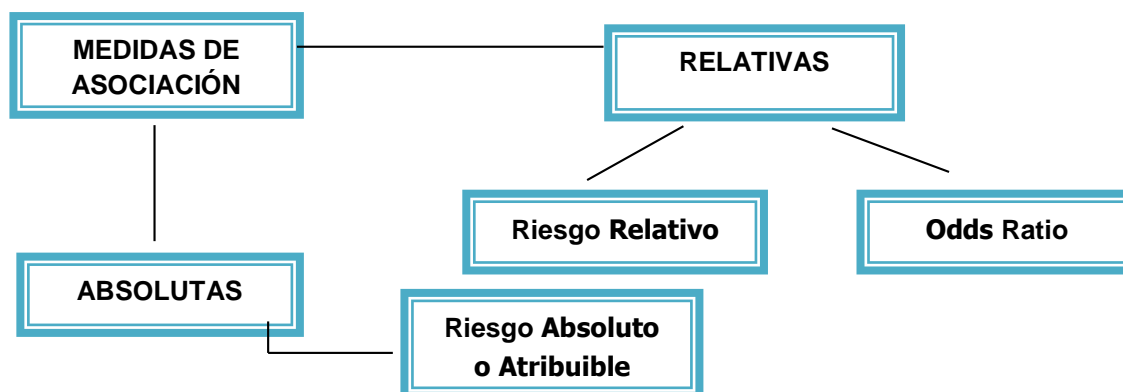 MEDIDAS DE
ASOCIACIÓN
RELATIVAS
Riesgo Relativo
Odds Ratio
ABSOLUTAS
Riesgo Absoluto
o Atribuible